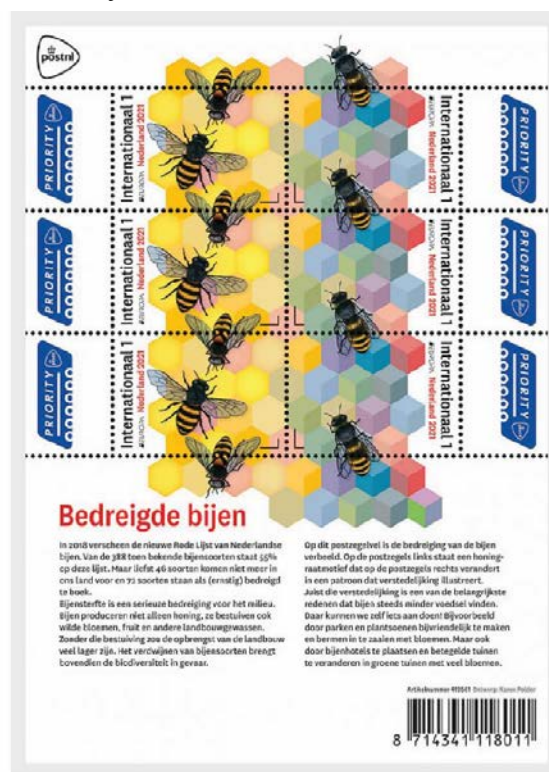 postnl
PRIORITY
Internationaal 1
EUROPA Nederland 2021
Internationaal 1
EUROPA Nederland 2021
PRIORITY
PRIORITY
Internationaal 1
EUROPA Nederland 2021
Internationaal 1
EUROPA Nederland 2021
PRIORITY
PRIORITY
Internationaal 1
EUROPA Nederland 2021
Internationaal 1
EUROPA Nederland 2021
PRIORITY
Bedreigde bijen
In 2018 verscheen de nieuwe Rode Lijst van Nederlandse
bijen. Van de 388 toen bekende bijensoorten staat 55%
op deze lijst. Maar liefst 46 soorten komen niet meer in
ons land voor en 72 soorten staan als (ernstig) bedreigd
te boek.
Bijensterfte is een serieuze bedreiging voor het milieu.
Bijen produceren niet alleen honing, ze bestuiven ook
wilde bloemen, fruit en andere landbouwgewassen.
Zonder die bestuiving zou de opbrengst van de landbouw
veel lager zijn. Het verdwijnen van bijensoorten brengt
bovendien de biodiversiteit in gevaar.
Op dit postzegelvel is de bedreiging van de bijen
verbeeld. Op de postzegels links staat een honing-
raatmotief dat op de postzegels rechts verandert
in een patroon dat verstedelijking illustreert.
Juist die verstedelijking is een van de belangrijkste
redenen dat bijen steeds minder voedsel vinden.
Daar kunnen we zelf iets aan doen! Bijvoorbeeld
door parken en plantsoenen bijvriendelijk te maken
en bermen in te zaaien met bloemen. Maar ook
door bijenhotels te plaatsen en betegelde tuinen
te veranderen in groene tuinen met veel bloemen.
Artikelnummer Ontwerp: Karen Polder
8 714341 118011